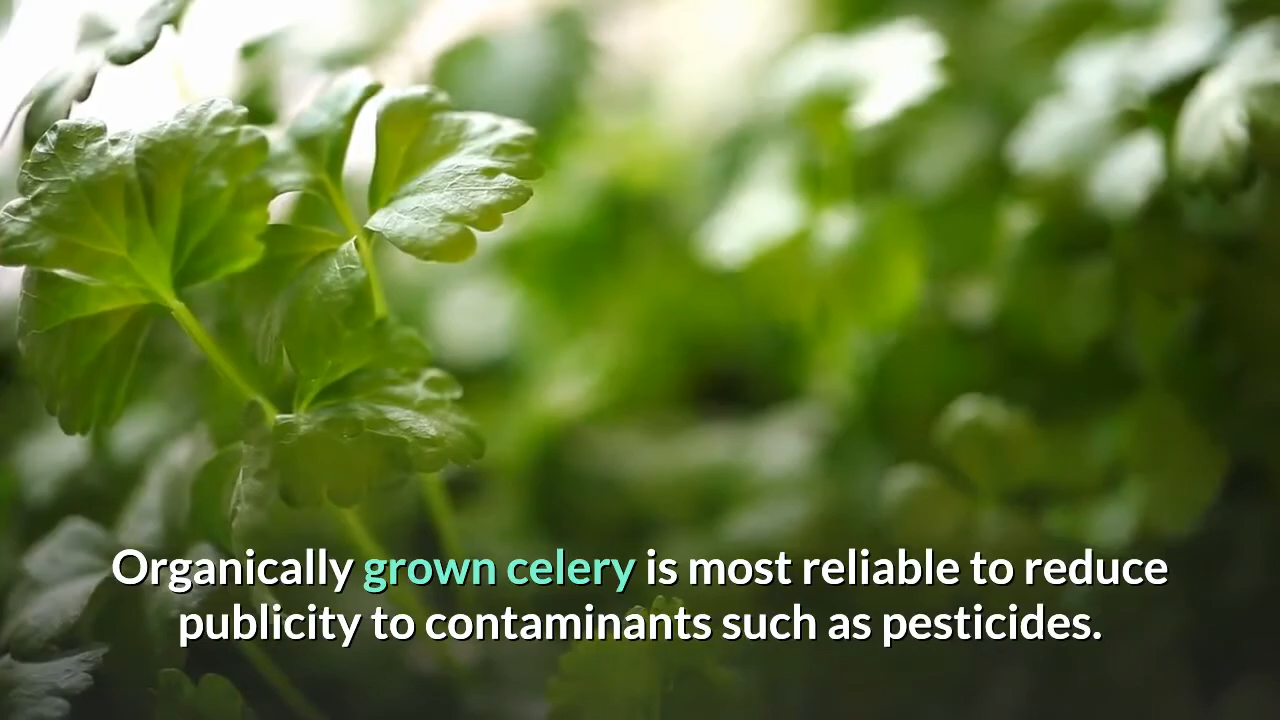 Organically grown celery is most reliable to reduce
publicity to contaminants such as pesticides.